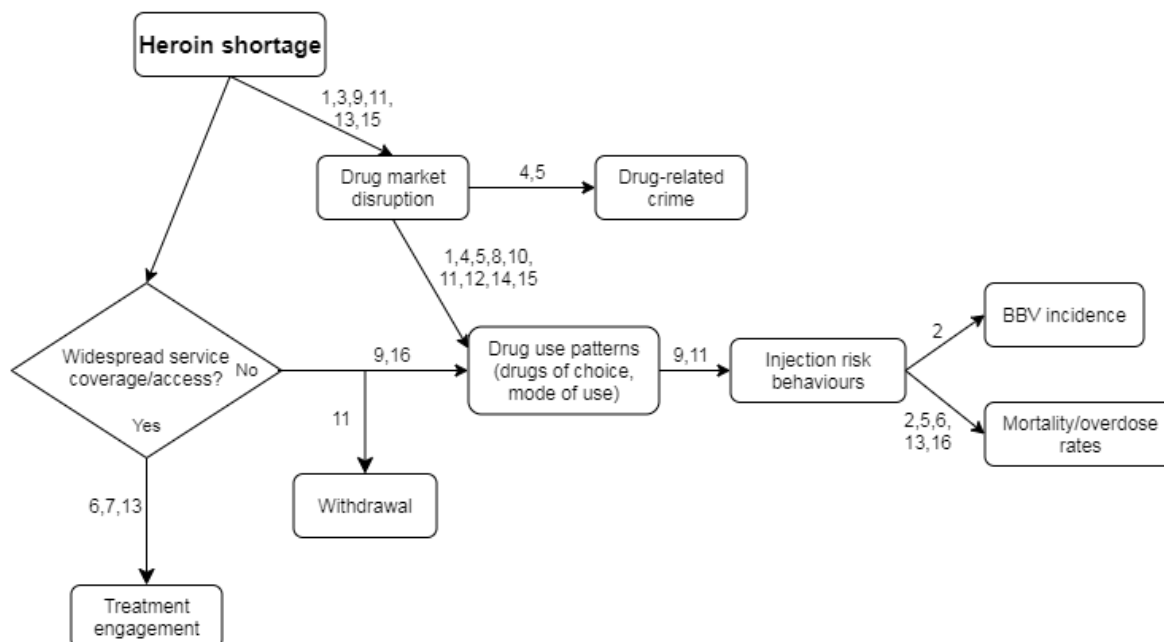 Heroin shortage
1,3,9,11,
13,15
Drug market
disruption
4,5
Drug-related
crime
1,4,5,8,10,
11,12,14,15
Widespread service
coverage/access?
No
Yes
9,16
Drug use patterns
(drugs of choice,
mode of use)
9,11
Injection risk
behaviours
2
BBV incidence
2,5,6,
13,16
Mortality/overdose
rates
11
Withdrawal
6,7,13
Treatment
engagement